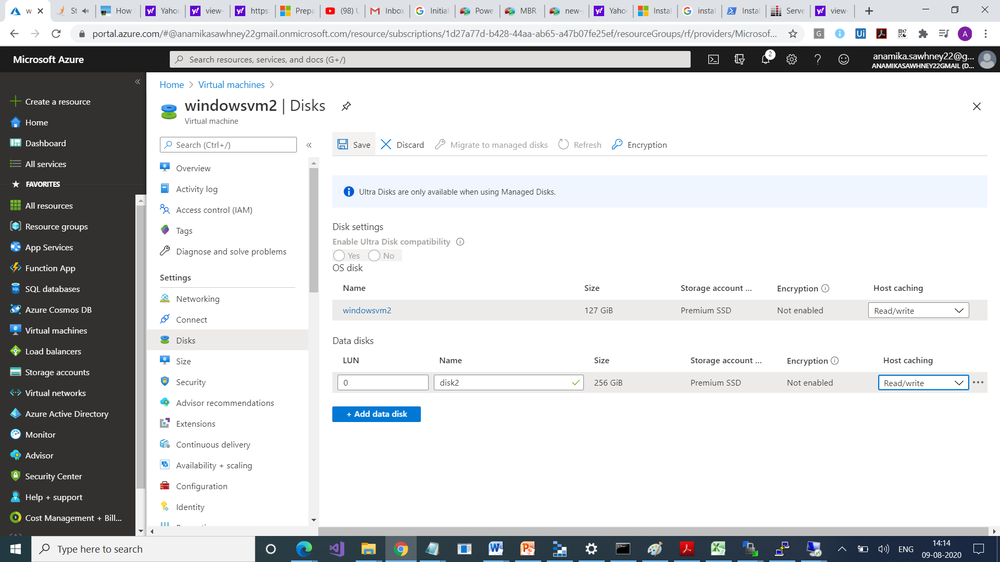 w
St
How
Yahoo
view-
https:
Prepa
(98) U
Inbox
Initial
Powe
MBR
new-
Yahoo
Instal
instal
Instal
Serve
view-
portal.azure.com/#@anamikasawhney22gmail.onmicrosoft.com/resource/subscriptions/1d27a77d-b428-44aa-ab65-a47b07fe25ef/resourceGroups/rf/providers/Microsof...
Microsoft Azure
Search resources, services, and docs (G+/)
2
anamika.sawhney22@g...
ANAMIKASAWHNEY22GMAIL (D...
Create a resource
Home
Dashboard
All services
FAVORITES
All resources
Resource groups
App Services
Function App
SQL databases
Azure Cosmos DB
Virtual machines
Load balancers
Storage accounts
Virtual networks
Azure Active Directory
Monitor
Advisor
Security Center
Help + support
Cost Management + Bill...
Home > Virtual machines >
windowsvm2 | Disks
Virtual machine
Search (Ctrl+/)
Overview
Activity log
Access control (IAM)
Tags
Diagnose and solve problems
Settings
Networking
Connect
Disks
Size
Security
Advisor recommendations
Extensions
Continuous delivery
Availability + scaling
Configuration
Identity
Save
Discard
Migrate to managed disks
Refresh
Encryption
Ultra Disks are only available when using Managed Disks.
Disk settings
Enable Ultra Disk compatibility
Yes No
OS disk
Name Size Storage account ... Encryption Host caching
windowsvm2 127 GiB Premium SSD Not enabled Read/write
Data disks
LUN Name Size Storage account ... Encryption Host caching
0 disk2 256 GiB Premium SSD Not enabled Read/write
+ Add data disk
Type here to search
ENG
14:14
09-08-2020